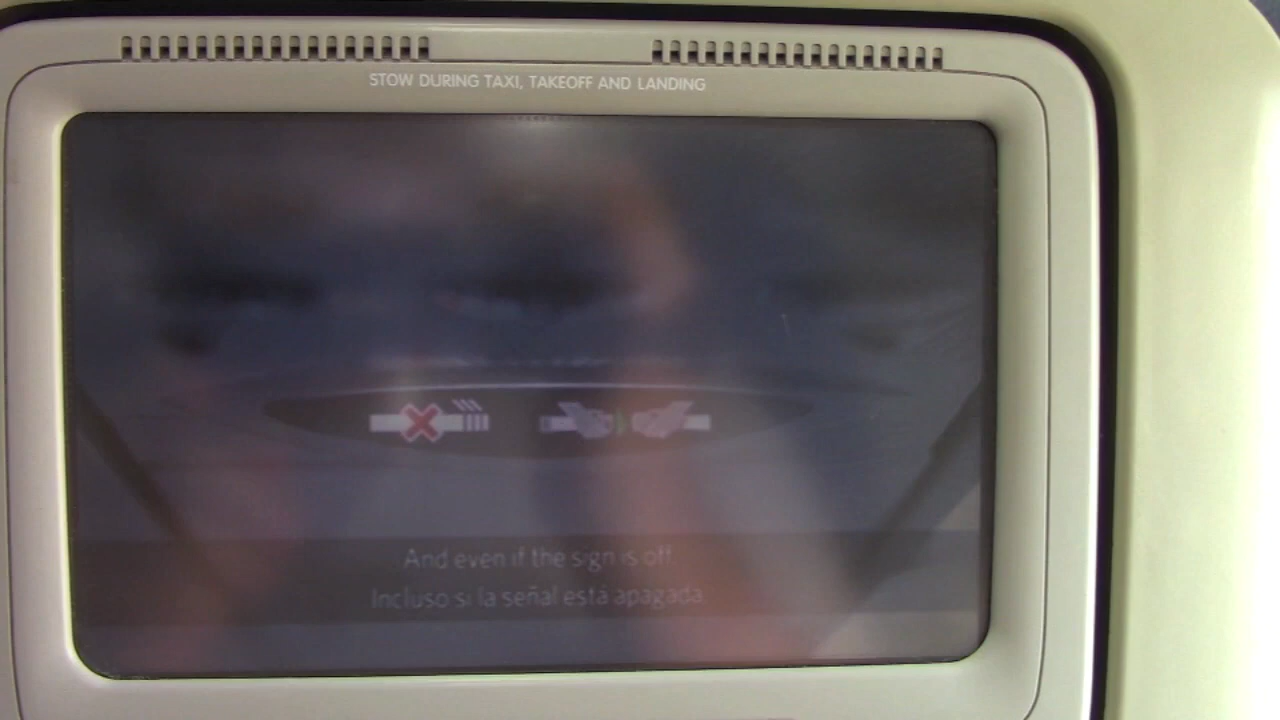 STOW DURING TAXI, TAKEOFF AND LANDING
And even if the sign is off.
Incluso si la señal está apagada